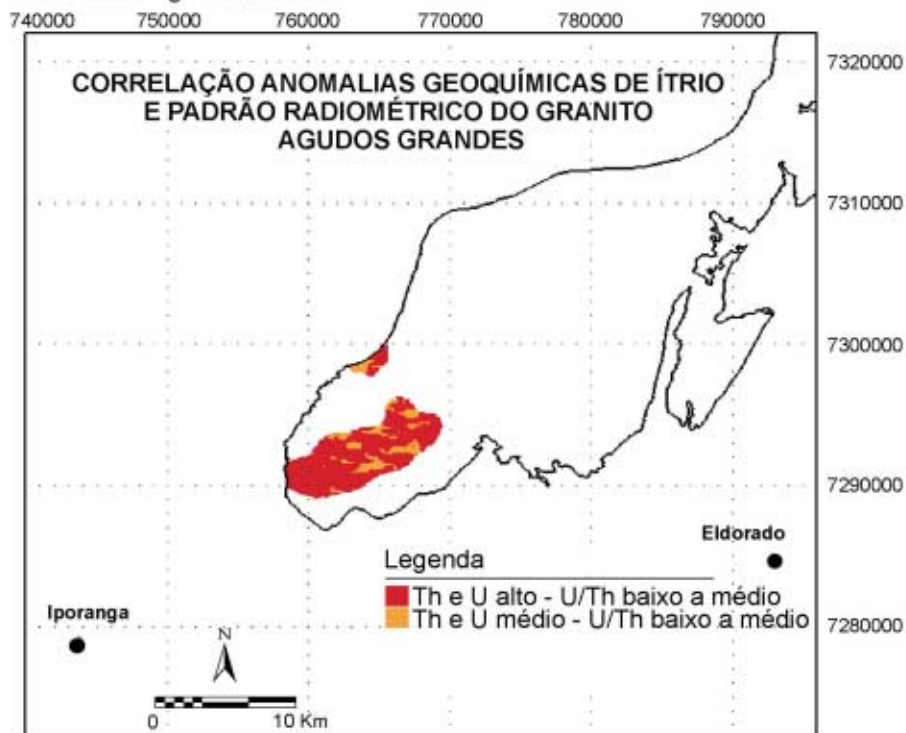 740000 750000 760000 770000 780000 790000
7320000
CORRELAÇÃO ANOMALIAS GEOQUÍMICAS DE ÍTRIO
E PADRÃO RADIOMÉTRICO DO GRANITO
AGUDOS GRANDES
7310000
7300000
7290000
Eldorado
Legenda
Th e U alto - U/Th baixo a médio
Th e U médio - U/Th baixo a médio
Iporanga
7280000
N
0 10 Km